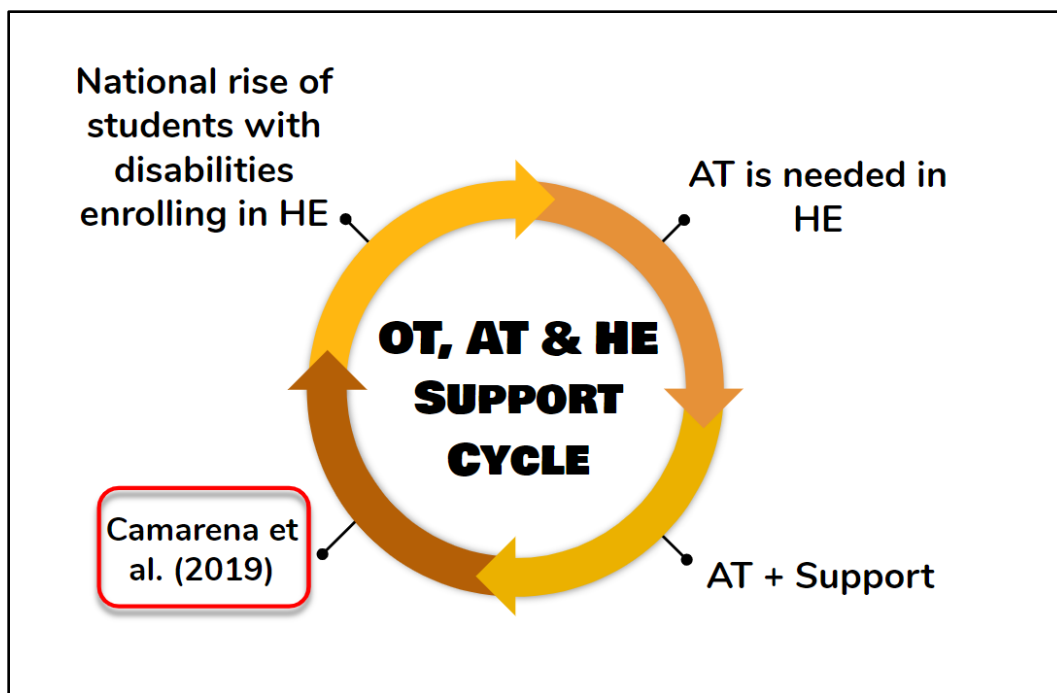 National rise of
students with
disabilities
enrolling in HE
AT is needed in
HE
OT, AT & HE
SUPPORT
CYCLE
Camarena et
al. (2019)
AT + Support